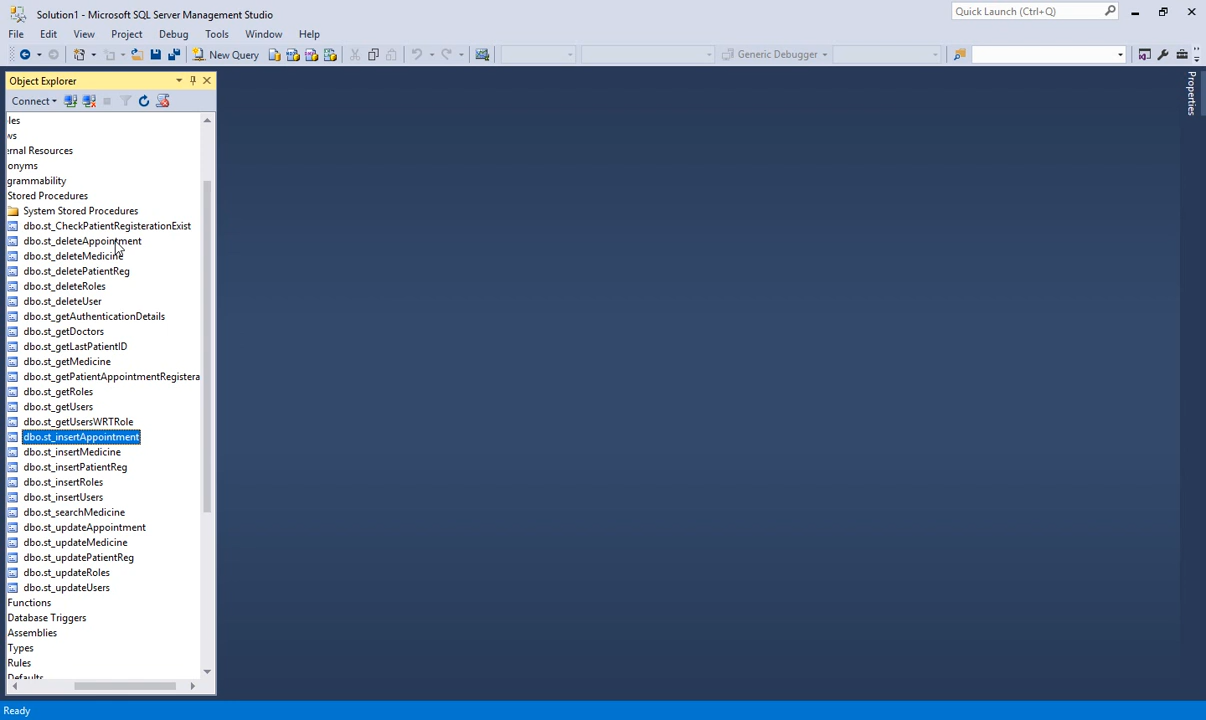 Solution1 - Microsoft SQL Server Management Studio
Quick Launch (Ctrl+Q)
File Edit View Project Debug Tools Window Help
New Query
Generic Debugger
Object Explorer
Properties
Connect
les
ws
ernal Resources
onyms
grammability
Stored Procedures
System Stored Procedures
dbo.st_CheckPatientRegisterationExist
dbo.st_deleteAppointment
dbo.st_deleteMedicine
dbo.st_deletePatientReg
dbo.st_deleteRoles
dbo.st_deleteUser
dbo.st_getAuthenticationDetails
dbo.st_getDoctors
dbo.st_getLastPatientID
dbo.st_getMedicine
dbo.st_getPatientAppointmentRegistera
dbo.st_getRoles
dbo.st_getUsers
dbo.st_getUsersWRTRole
dbo.st_insertAppointment
dbo.st_insertMedicine
dbo.st_insertPatientReg
dbo.st_insertRoles
dbo.st_insertUsers
dbo.st_searchMedicine
dbo.st_updateAppointment
dbo.st_updateMedicine
dbo.st_updatePatientReg
dbo.st_updateRoles
dbo.st_updateUsers
Functions
Database Triggers
Assemblies
Types
Rules
Defaults
Ready